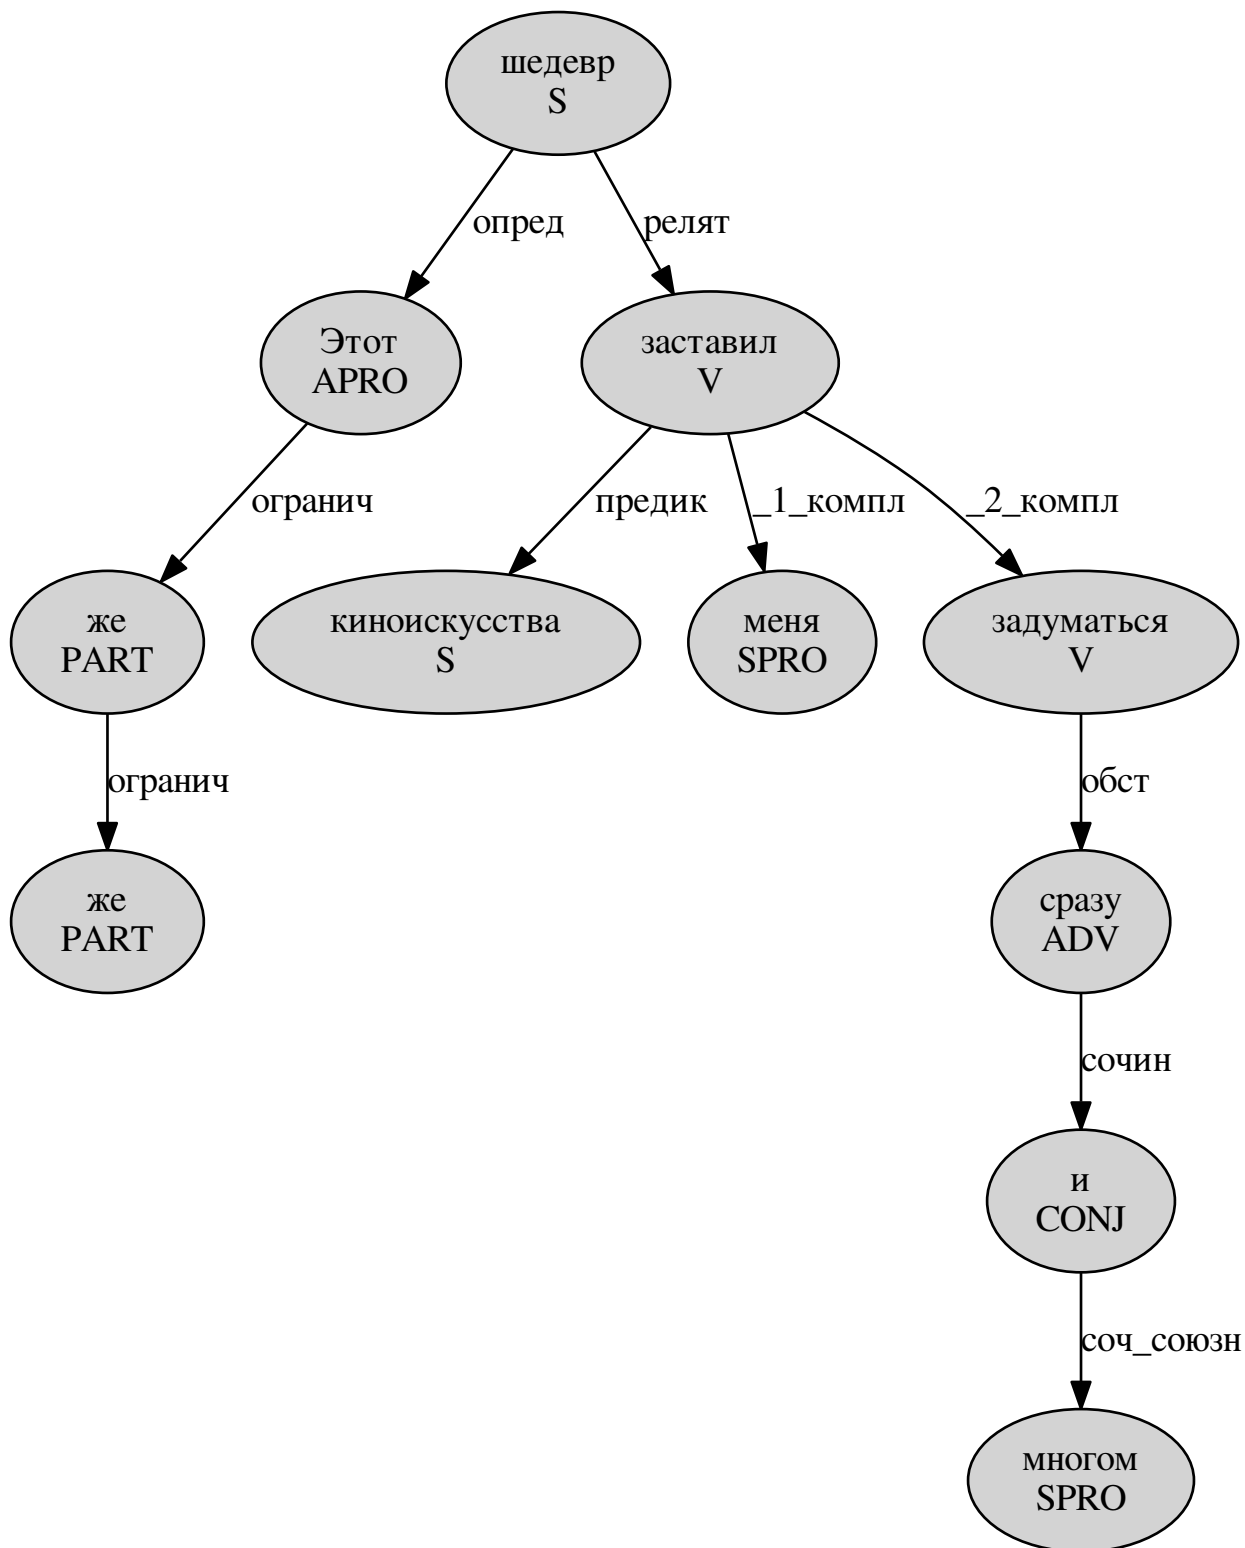 шедевр
S
опред
релят
Этот
APRO
заставил
V
огранич
предик
_1_компл
_2_компл
же
PART
киноискусства
S
меня
SPRO
задуматься
V
огранич
обст
же
PART
сразу
ADV
сочин
и
CONJ
соч_союзн
многом
SPRO